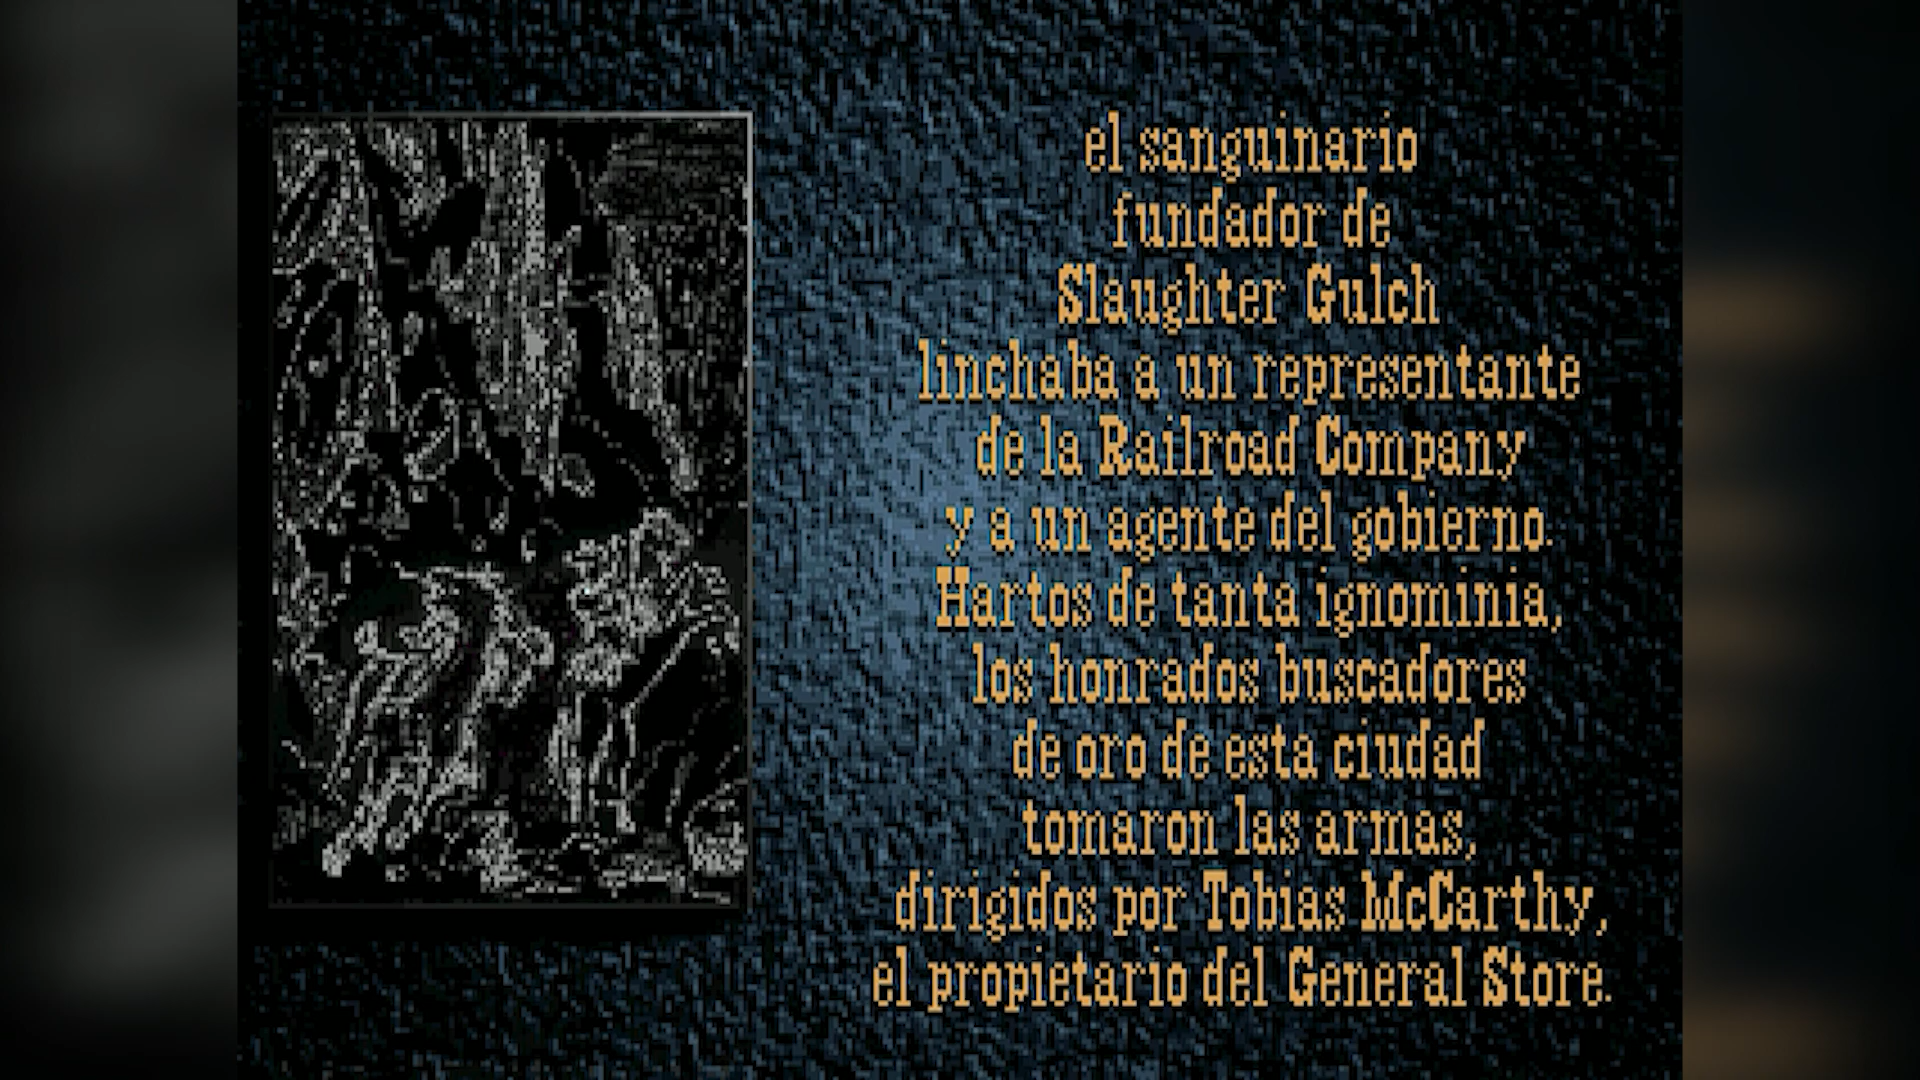 el sanguinario
fundador de
Slaughter Gulch
linchaba a un representante
de la Railroad Company
y a un agente del gobierno.
Hartos de tanta ignominia,
los honrados buscadores
de oro de esta ciudad
tomaron las armas,
dirigidos por Tobias McCarthy,
el propietario del General Store.